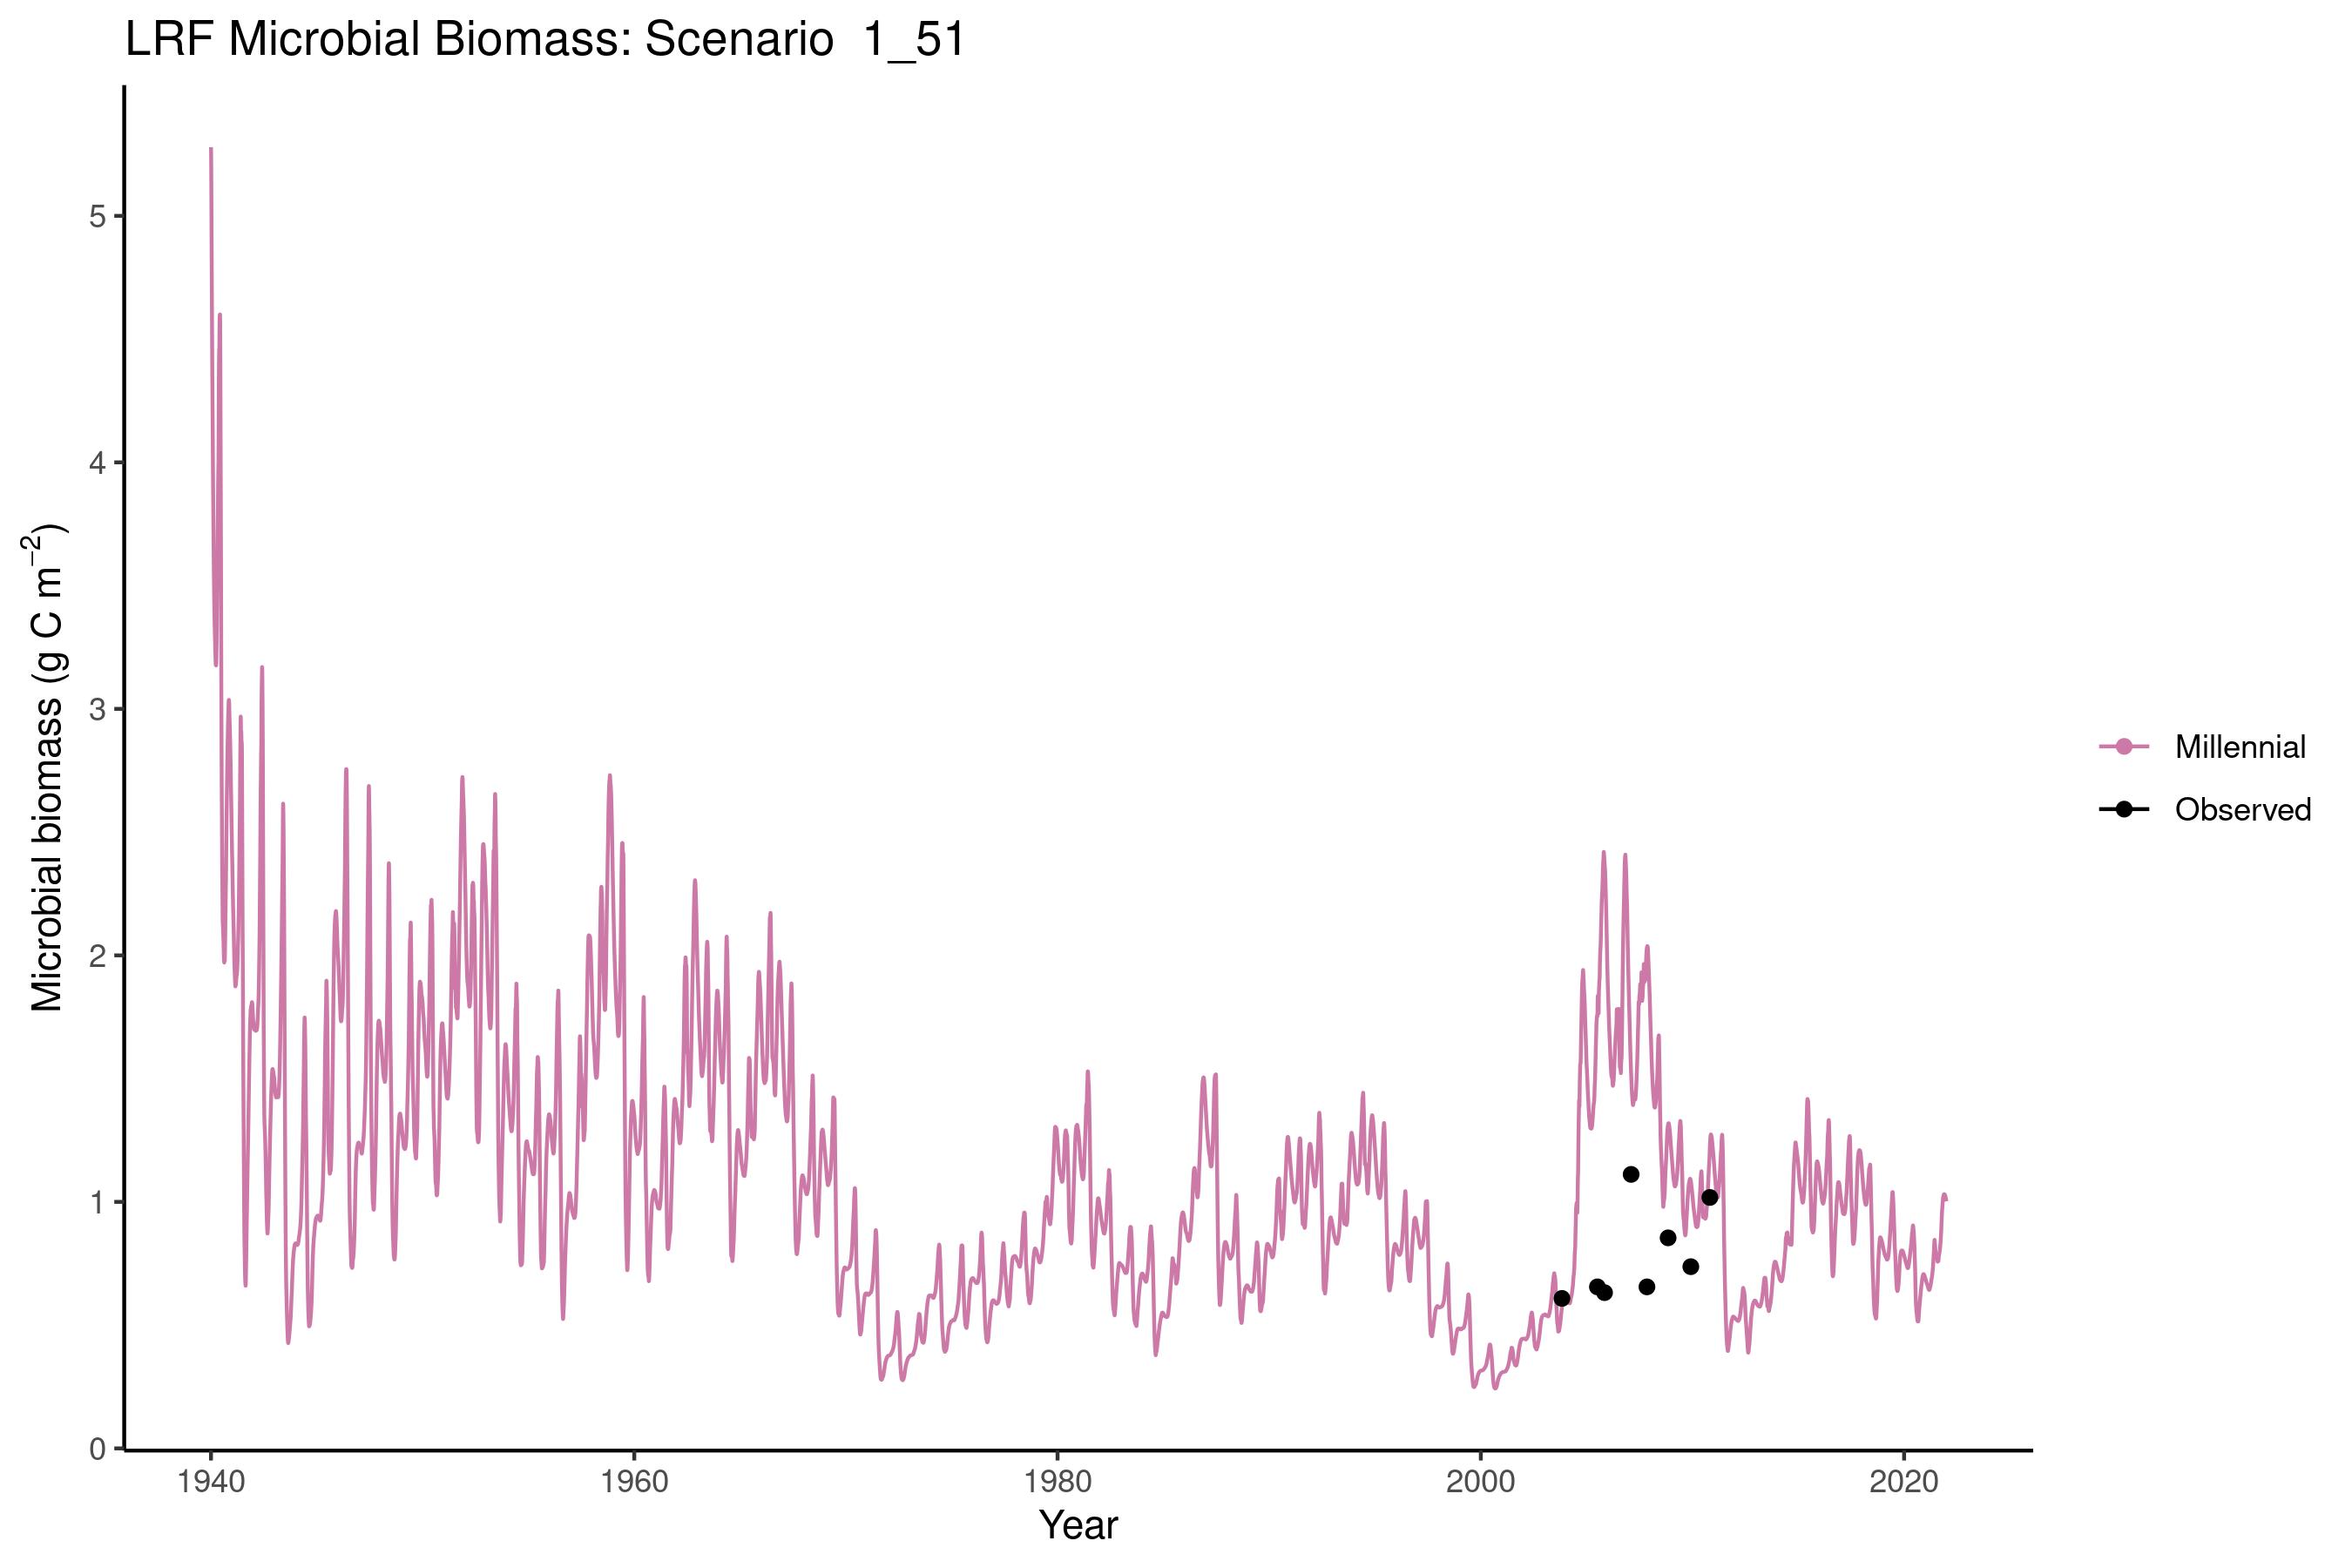 LRF Microbial Biomass: Scenario  1_51
Microbial biomass (g C m⁻²)
5
4
3
2
1
0
1940 1960 1980 2000 2020
Year
Millennial
Observed